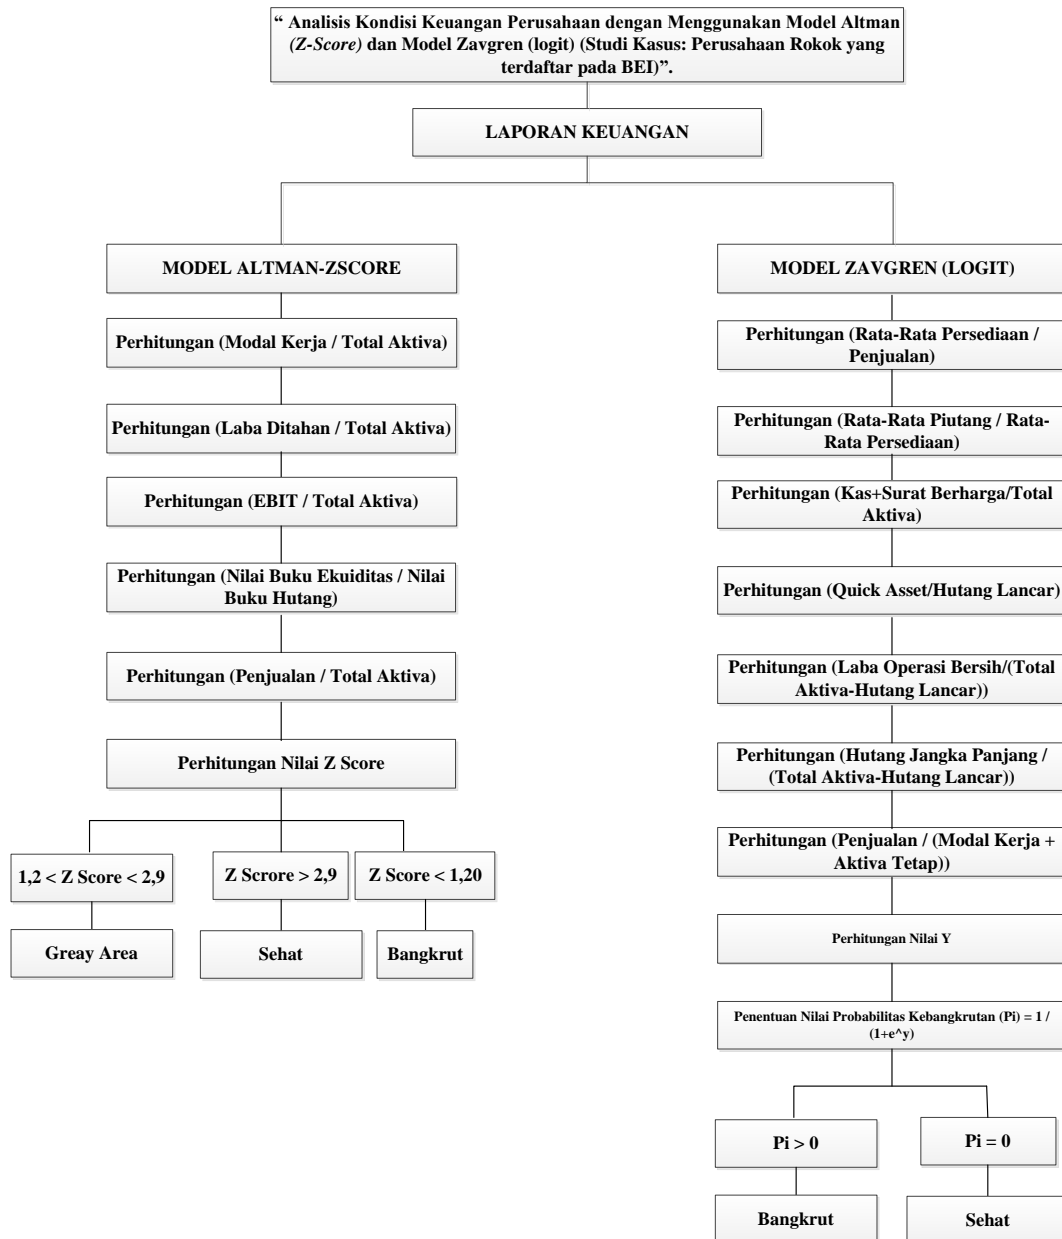 “ Analisis Kondisi Keuangan Perusahaan dengan Menggunakan Model Altman
(Z-Score) dan Model Zavgren (logit) (Studi Kasus: Perusahaan Rokok yang
terdaftar pada BEI)”.
LAPORAN KEUANGAN
MODEL ALTMAN-ZSCORE
Perhitungan (Modal Kerja / Total Aktiva)
Perhitungan (Laba Ditahan / Total Aktiva)
Perhitungan (EBIT / Total Aktiva)
Perhitungan (Nilai Buku Ekuiditas / Nilai
Buku Hutang)
Perhitungan (Penjualan / Total Aktiva)
Perhitungan Nilai Z Score
1,2 < Z Score < 2,9
Z Scrore > 2,9
Z Score < 1,20
Greay Area
Sehat
Bangkrut
MODEL ZAVGREN (LOGIT)
Perhitungan (Rata-Rata Persediaan /
Penjualan)
Perhitungan (Rata-Rata Piutang / Rata-
Rata Persediaan)
Perhitungan (Kas+Surat Berharga/Total
Aktiva)
Perhitungan (Quick Asset/Hutang Lancar)
Perhitungan (Laba Operasi Bersih/(Total
Aktiva-Hutang Lancar))
Perhitungan (Hutang Jangka Panjang /
(Total Aktiva-Hutang Lancar))
Perhitungan (Penjualan / (Modal Kerja +
Aktiva Tetap))
Perhitungan Nilai Y
Penentuan Nilai Probabilitas Kebangkrutan (Pi) = 1 /
(1+e^y)
Pi > 0
Pi = 0
Bangkrut
Sehat